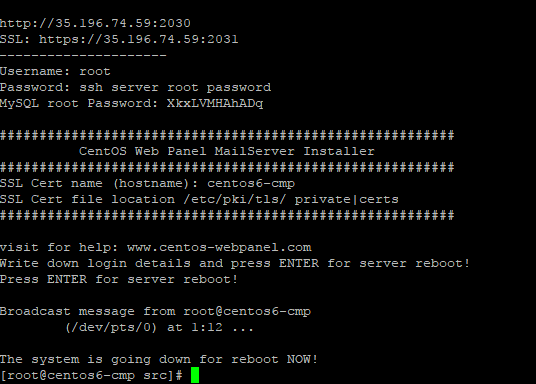 http://35.196.74.59:2030
SSL: https://35.196.74.59:2031
---------------------
Username: root
Password: ssh server root password
MySQL root Password: XkxLVMHAhADq
#########################################################
CentOS Web Panel MailServer Installer
#########################################################
SSL Cert name (hostname): centos6-cmp
SSL Cert file location /etc/pki/tls/ private|certs
#########################################################
visit for help: www.centos-webpanel.com
Write down login details and press ENTER for server reboot!
Press ENTER for server reboot!
Broadcast message from root@centos6-cmp
(/dev/pts/0) at 1:12 ...
The system is going down for reboot NOW!
[root@centos6-cmp src]#